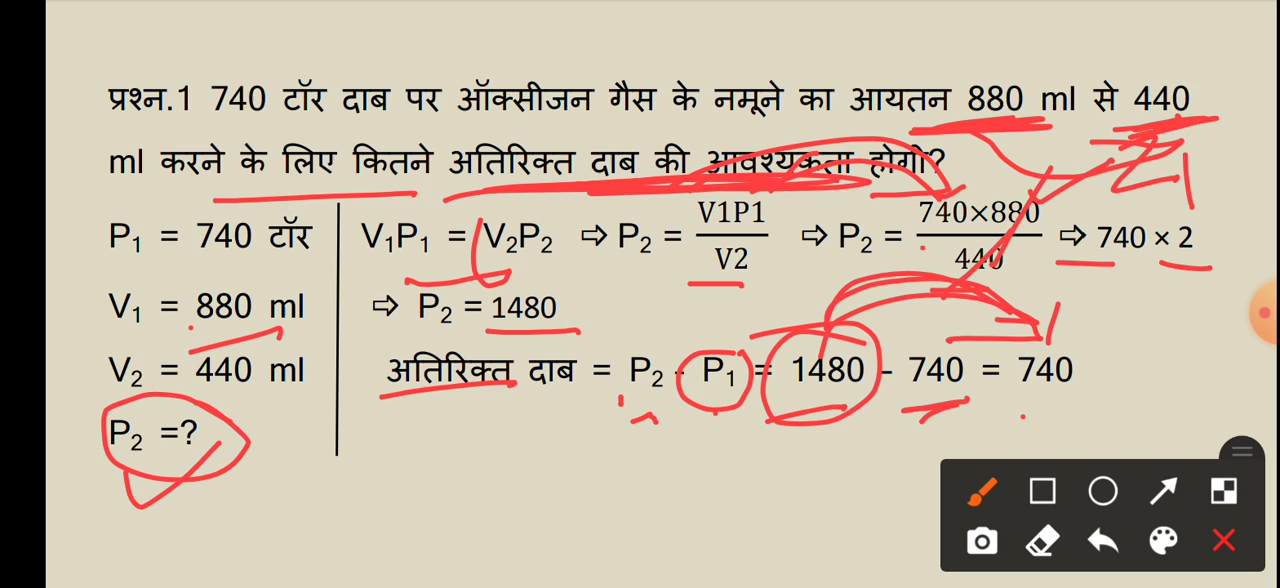 प्रश्न.1 740 टॉर दाब पर ऑक्सीजन गैस के नमूने का आयतन 880 ml से 440
ml करने के लिए कितने अतिरिक्त दाब की आवश्यकता होगी?
P₁ = 740 टॉर
V₁ = 880 ml
V₂ = 440 ml
P₂ =?
V₁P₁ = V₂P₂ ⇨ P₂ = V1P1/V2 ⇨ P₂ = 740×880/440 ⇨ 740 × 2
⇨ P₂ = 1480
अतिरिक्त दाब = P₂ - P₁ = 1480 - 740 = 740